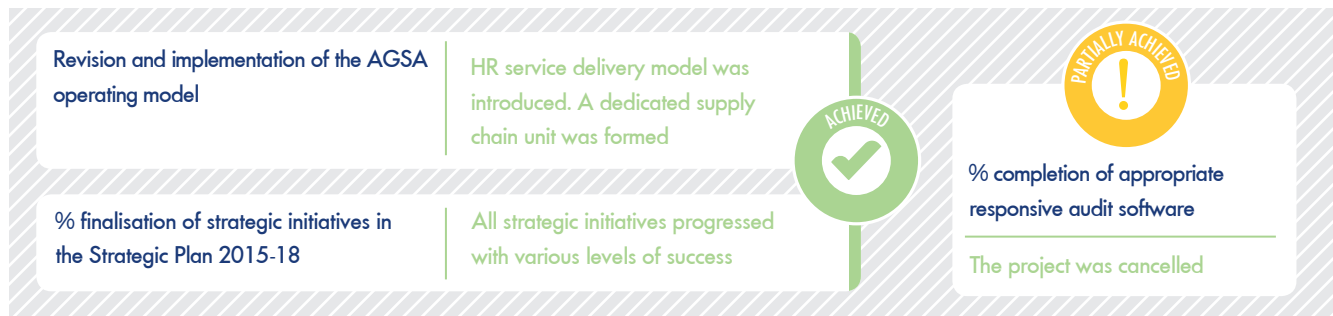 Revision and implementation of the AGSA
operating model
HR service delivery model was
introduced. A dedicated supply
chain unit was formed
% finalisation of strategic initiatives in
the Strategic Plan 2015-18
All strategic initiatives progressed
with various levels of success
ACHIEVED
PARTIALLY ACHIEVED
!
% completion of appropriate
responsive audit software
The project was cancelled